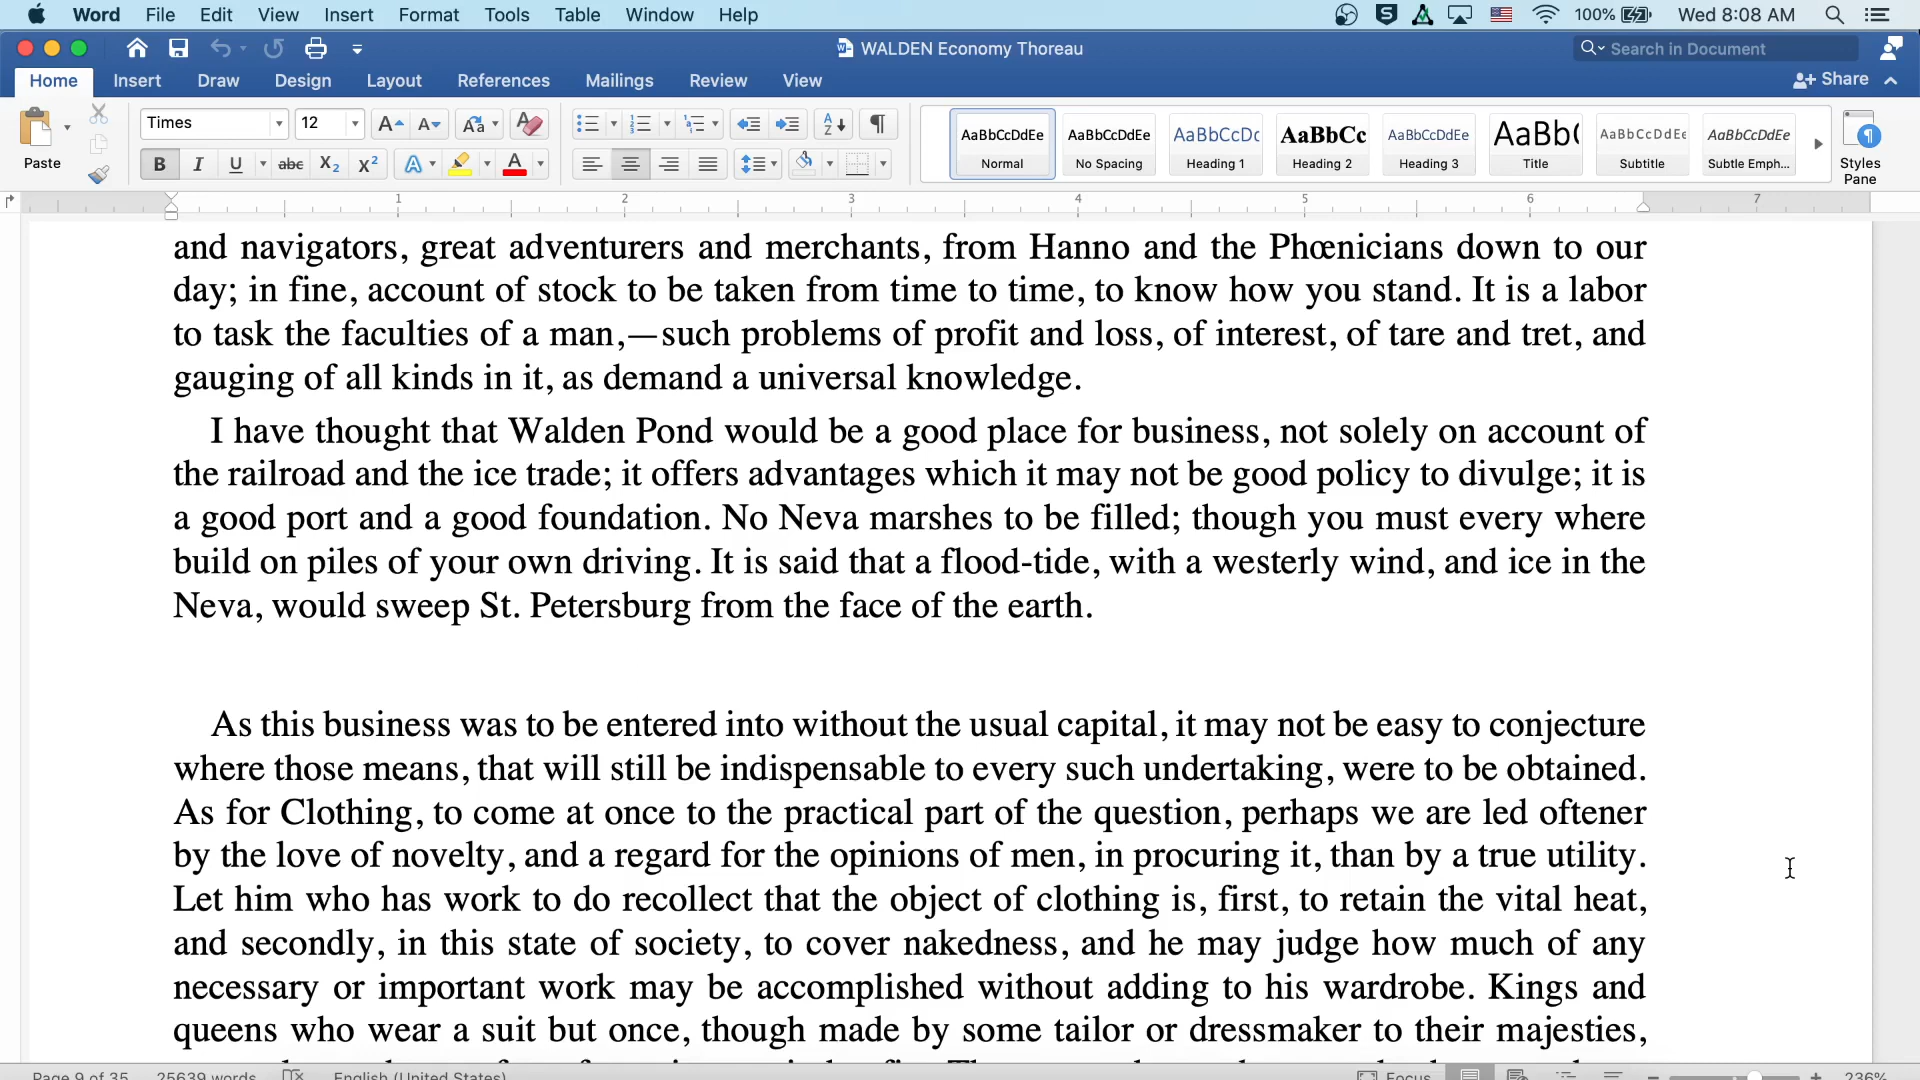 Word File Edit View Insert Format Tools Table Window Help 100% Wed 8:08 AM
WALDEN Economy Thoreau Search in Document
Home Insert Draw Design Layout References Mailings Review View Share
Paste Times 12 AaBbCcDdEe AaBbCcDdEe AaBbCcDc AaBbCc AaBbCcDdEe AaBb( AaBbCcDdEe AaBbCcDdEe
B I U abc X2 X2 A A Normal No Spacing Heading 1 Heading 2 Heading 3 Title Subtitle Subtle Emph... Styles Pane
1 2 3 4 5 6 7
and navigators, great adventurers and merchants, from Hanno and the Phœnicians down to our
day; in fine, account of stock to be taken from time to time, to know how you stand. It is a labor
to task the faculties of a man,—such problems of profit and loss, of interest, of tare and tret, and
gauging of all kinds in it, as demand a universal knowledge.
I have thought that Walden Pond would be a good place for business, not solely on account of
the railroad and the ice trade; it offers advantages which it may not be good policy to divulge; it is
a good port and a good foundation. No Neva marshes to be filled; though you must every where
build on piles of your own driving. It is said that a flood-tide, with a westerly wind, and ice in the
Neva, would sweep St. Petersburg from the face of the earth.
As this business was to be entered into without the usual capital, it may not be easy to conjecture
where those means, that will still be indispensable to every such undertaking, were to be obtained.
As for Clothing, to come at once to the practical part of the question, perhaps we are led oftener
by the love of novelty, and a regard for the opinions of men, in procuring it, than by a true utility.
Let him who has work to do recollect that the object of clothing is, first, to retain the vital heat,
and secondly, in this state of society, to cover nakedness, and he may judge how much of any
necessary or important work may be accomplished without adding to his wardrobe. Kings and
queens who wear a suit but once, though made by some tailor or dressmaker to their majesties,
Page 9 of 35 25639 words English (United States) Focus 236%